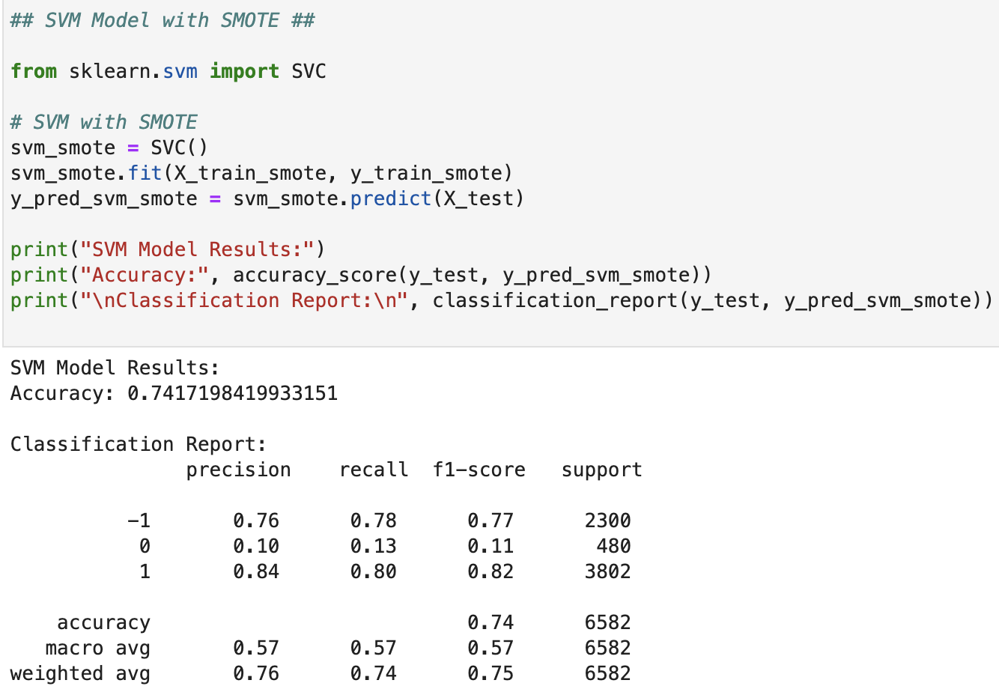 ## SVM Model with SMOTE ##
from sklearn.svm import SVC
# SVM with SMOTE
svm_smote = SVC()
svm_smote.fit(X_train_smote, y_train_smote)
y_pred_svm_smote = svm_smote.predict(X_test)
print("SVM Model Results:")
print("Accuracy:", accuracy_score(y_test, y_pred_svm_smote))
print("\nClassification Report:\n", classification_report(y_test, y_pred_svm_smote))
SVM Model Results:
Accuracy: 0.7417198419933151
Classification Report:
precision recall f1-score support
-1 0.76 0.78 0.77 2300
0 0.10 0.13 0.11 480
1 0.84 0.80 0.82 3802
accuracy 0.74 6582
macro avg 0.57 0.57 0.57 6582
weighted avg 0.76 0.74 0.75 6582